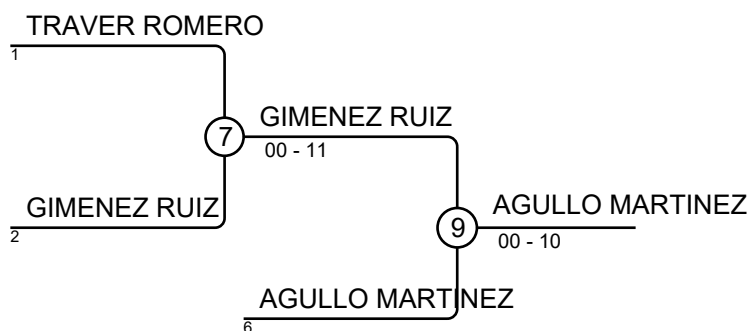 TRAVER ROMERO
1
7
GIMENEZ RUIZ
00 - 11
GIMENEZ RUIZ
2
9
AGULLO MARTINEZ
00 - 10
AGULLO MARTINEZ
6